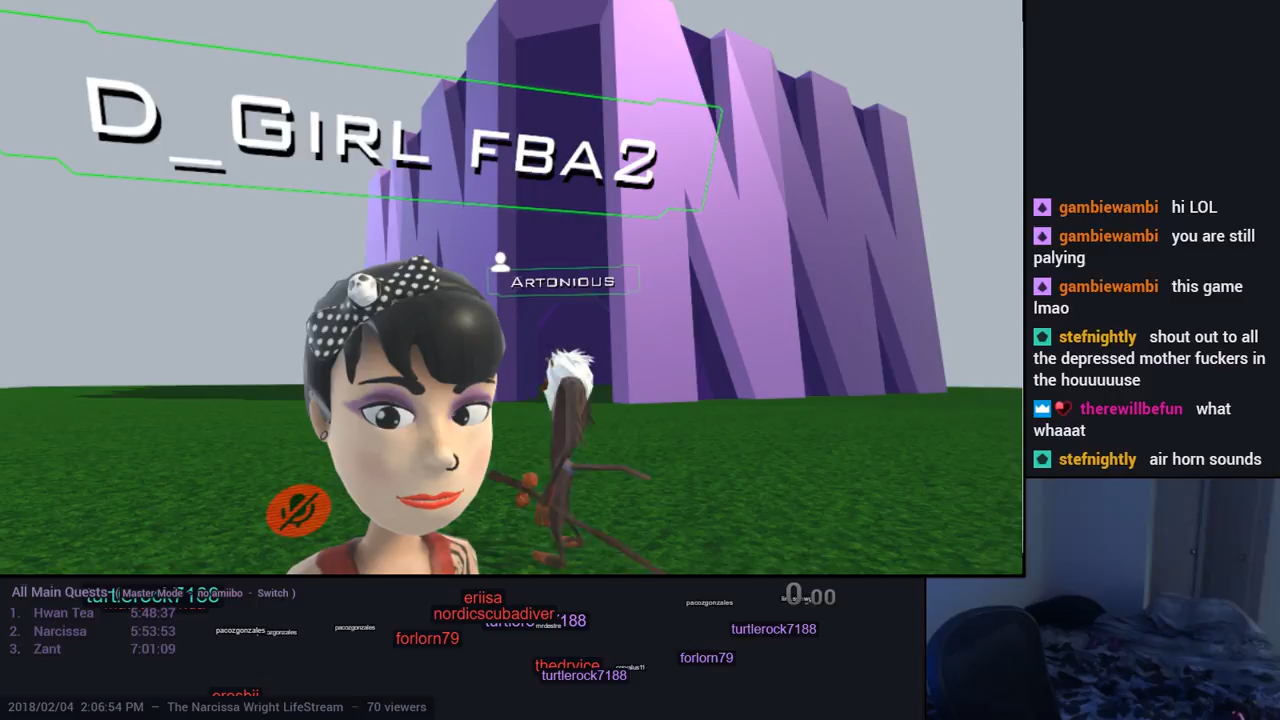 D_GIRL FBA2
ARTONIOUS
gambiewambi hi LOL
gambiewambi you are still
palying
gambiewambi this game
lmao
stefnightly shout out to all
the depressed mother fuckers in
the houuuuuse
therewillbefun what
whaaat
stefnightly air horn sounds
All Main Quests ( Master Mode - no amiibo - Switch )
turtlerock7188
1. Hwan Tea 5:48:37
2. Narcissa 5:53:53
3. Zant 7:01:09
0.00
pacozgonzales
pacozgonzales
pacozgonzales
eriisa
nordicscubadiver
forlorn79
turtlerock7188
forlorn79
thedrvice
turtlerock7188
2018/02/04 2:06:54 PM – The Narcissa Wright LifeStream – 70 viewers